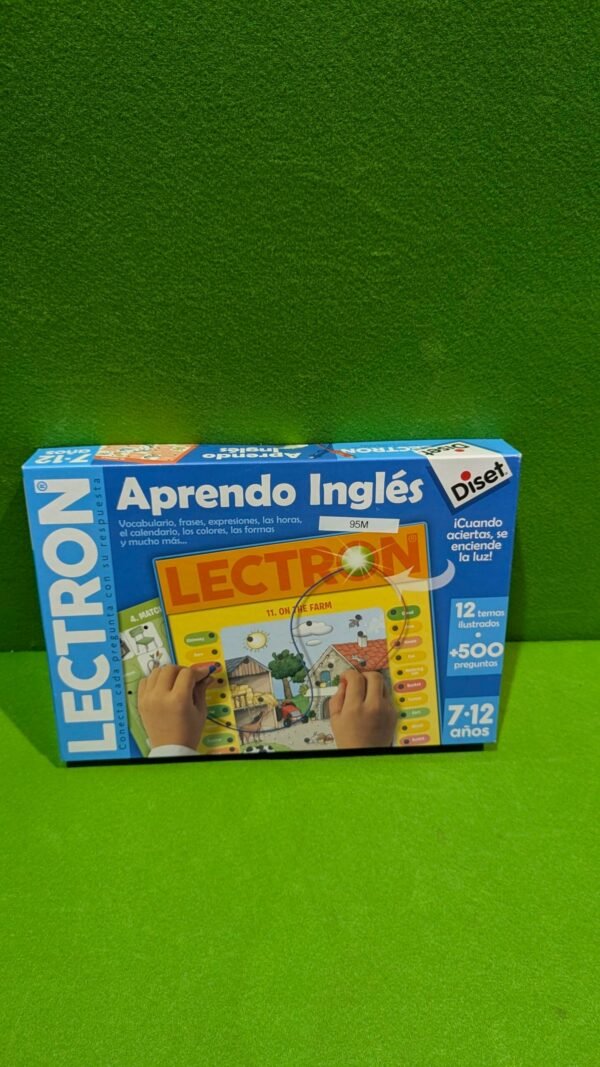 7·12
años
Aprendo
Inglés
LECTRON
Diset
LECTRON®
Conecta cada pregunta con su respuesta
Aprendo Inglés
Diset
Vocabulario, frases, expresiones, las horas,
el calendario, los colores, las formas
y mucho más...
95M
¡Cuando
aciertas, se
enciende
la luz!
LECTRON®
11. ON THE FARM
4. MATC
12 temas
ilustrados
+500
preguntas
7·12
años